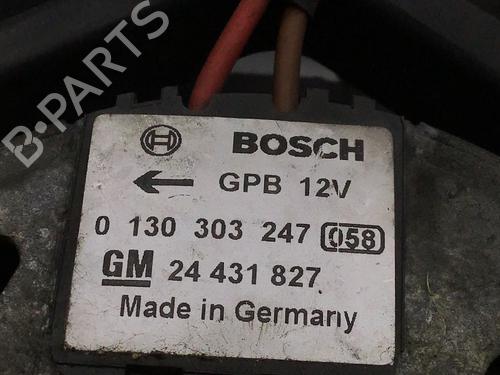 B-PARTS
BOSCH
← GPB 12V
0 130 303 247 058
GM 24 431 827
Made in Germany